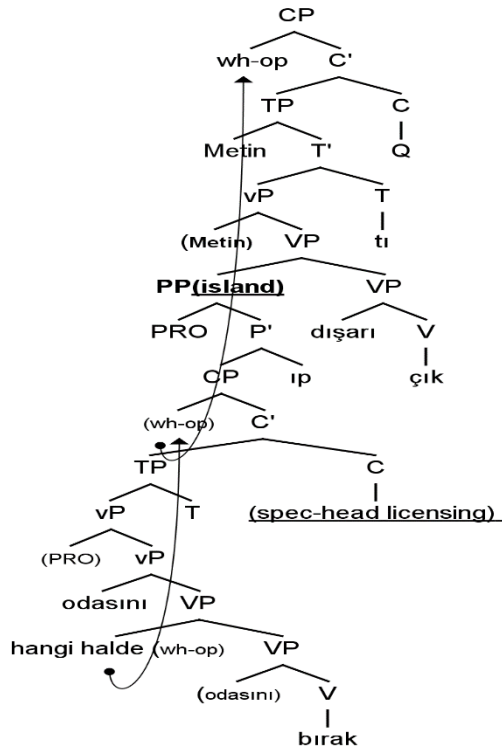 CP
wh-op C'
TP C
Metin T' Q
vP T
(Metin) VP tı
PP(island) VP
PRO P' dışarı V
CP ıp çık
(wh-op) C'
TP C
vP T (spec-head licensing)
(PRO) vP
odasını VP
hangi halde (wh-op) VP
(odasını) V
bırak